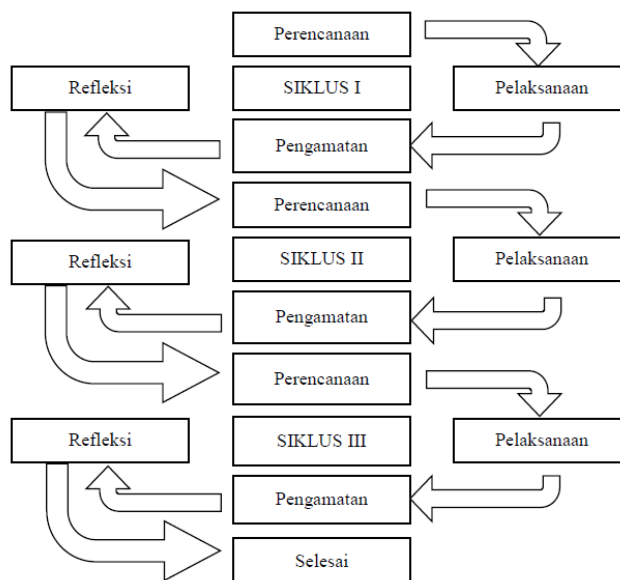 Perencanaan
Refleksi
SIKLUS I
Pelaksanaan
Pengamatan
Perencanaan
Refleksi
SIKLUS II
Pelaksanaan
Pengamatan
Perencanaan
Refleksi
SIKLUS III
Pelaksanaan
Pengamatan
Selesai